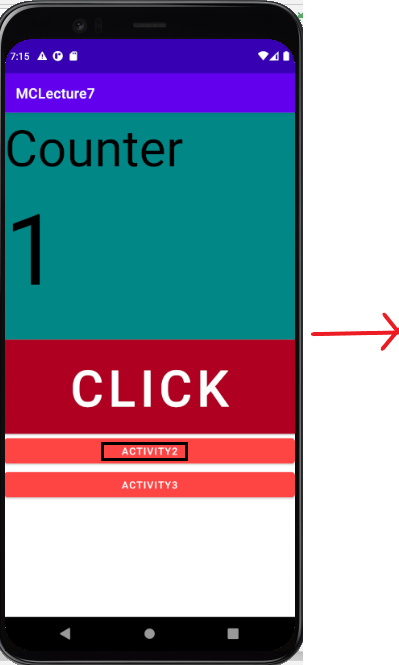 7:15
MCLecture7
Counter
1
CLICK
ACTIVITY2
ACTIVITY3